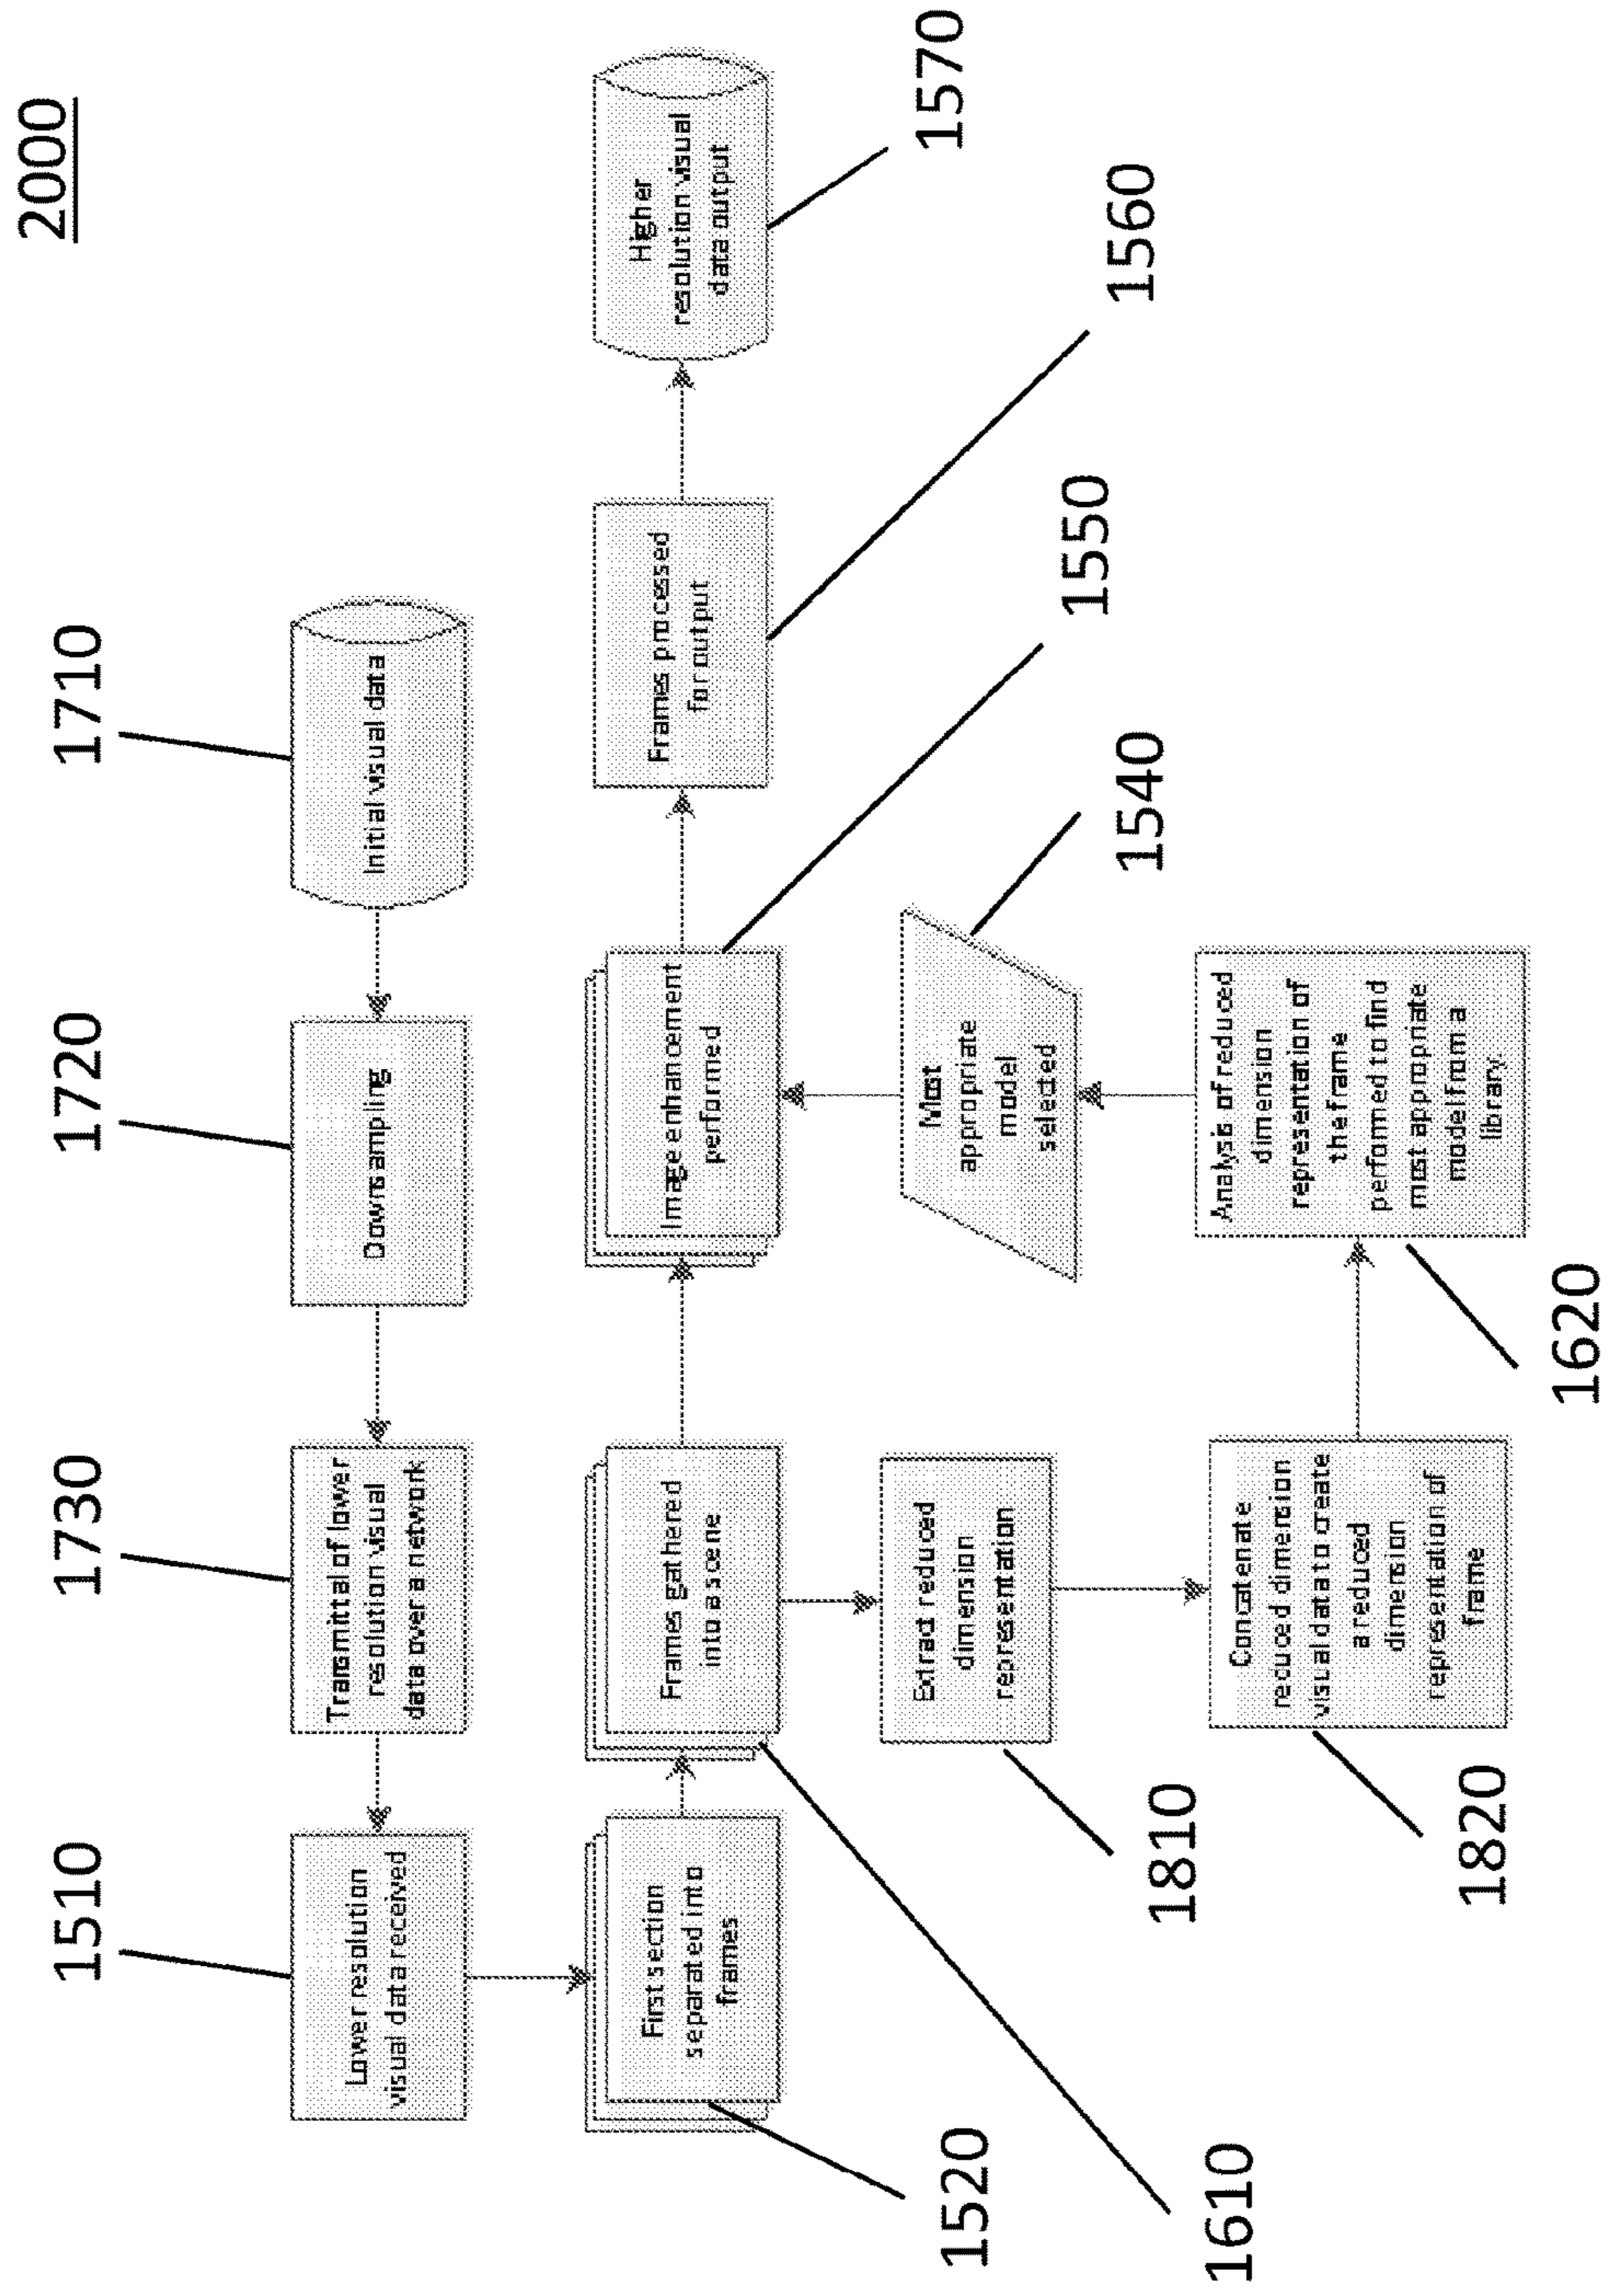 2000
1510
1730
1720
1710
Lower resolution
visual data received
Transmittal of lower
resolution visual
data over a network
Downsampling
Initial visual data
First section
separated into
frames
Frames gathered
into a scene
Image enhancement
performed
Frames processed
for output
Higher
resolution visual
data output
1520
1610
1550
1560
1570
Extract reduced
dimension
representation
Most
appropriate
model
selected
1810
1540
Concatenate
reduced dimension
visual data to create
a reduced
dimension
representation of
frame
Analysis of reduced
dimension
representation of
the frame
performed to find
most appropriate
model from a
library
1820
1620